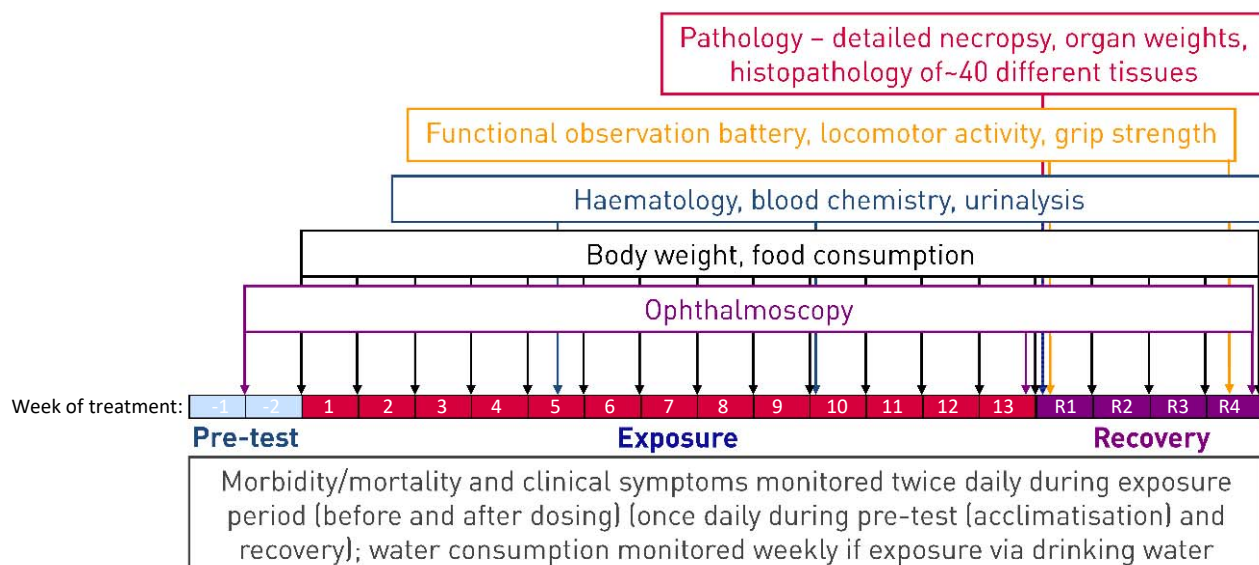 Pathology – detailed necropsy, organ weights,
histopathology of~40 different tissues
Functional observation battery, locomotor activity, grip strength
Haematology, blood chemistry, urinalysis
Body weight, food consumption
Ophthalmoscopy
Week of treatment: -1 -2 1 2 3 4 5 6 7 8 9 10 11 12 13 R1 R2 R3 R4
Pre-test Exposure Recovery
Morbidity/mortality and clinical symptoms monitored twice daily during exposure
period (before and after dosing) (once daily during pre-test (acclimatisation) and
recovery); water consumption monitored weekly if exposure via drinking water